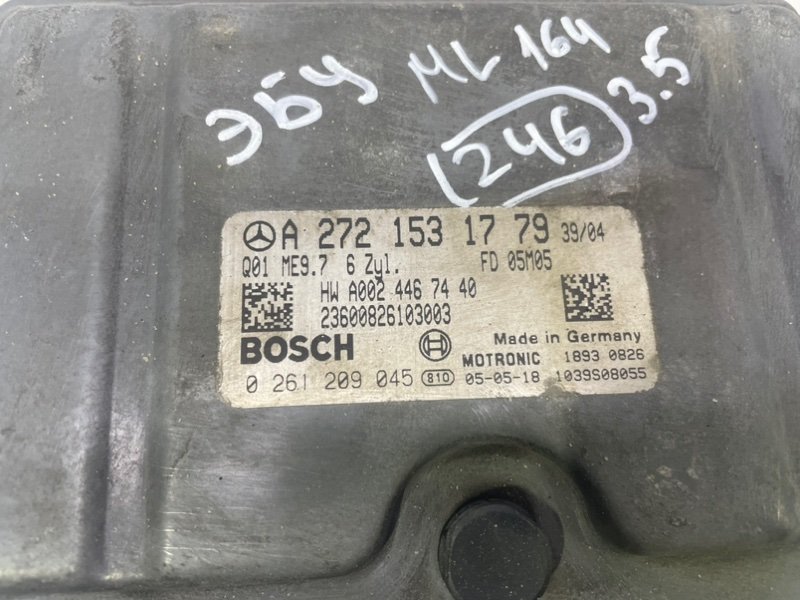 ЭБУ ML 164
246 3.5
A 272 153 17 79 39/04
Q01 ME9.7 6 Zyl. FD 05M05
HW A002 446 74 40
23600826103003
BOSCH
Made in Germany
MOTRONIC 1893 0826
0 261 209 045 810 05-05-18 1039S08055